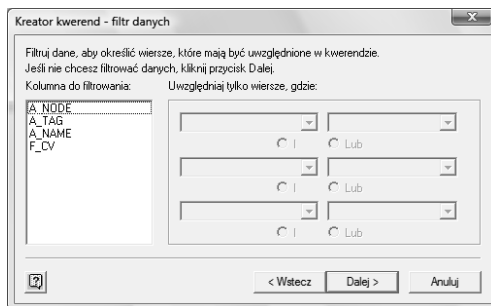 Kreator kwerend - filtr danych
Filtruj dane, aby określić wiersze, które mają być uwzględnione w kwerendzie.
Jeśli nie chcesz filtrować danych, kliknij przycisk Dalej.
Kolumna do filtrowania: Uwzględniaj tylko wiersze, gdzie:
A_NODE
A_TAG
A_NAME
F_CV
I Lub
I Lub
I Lub
< Wstecz Dalej > Anuluj